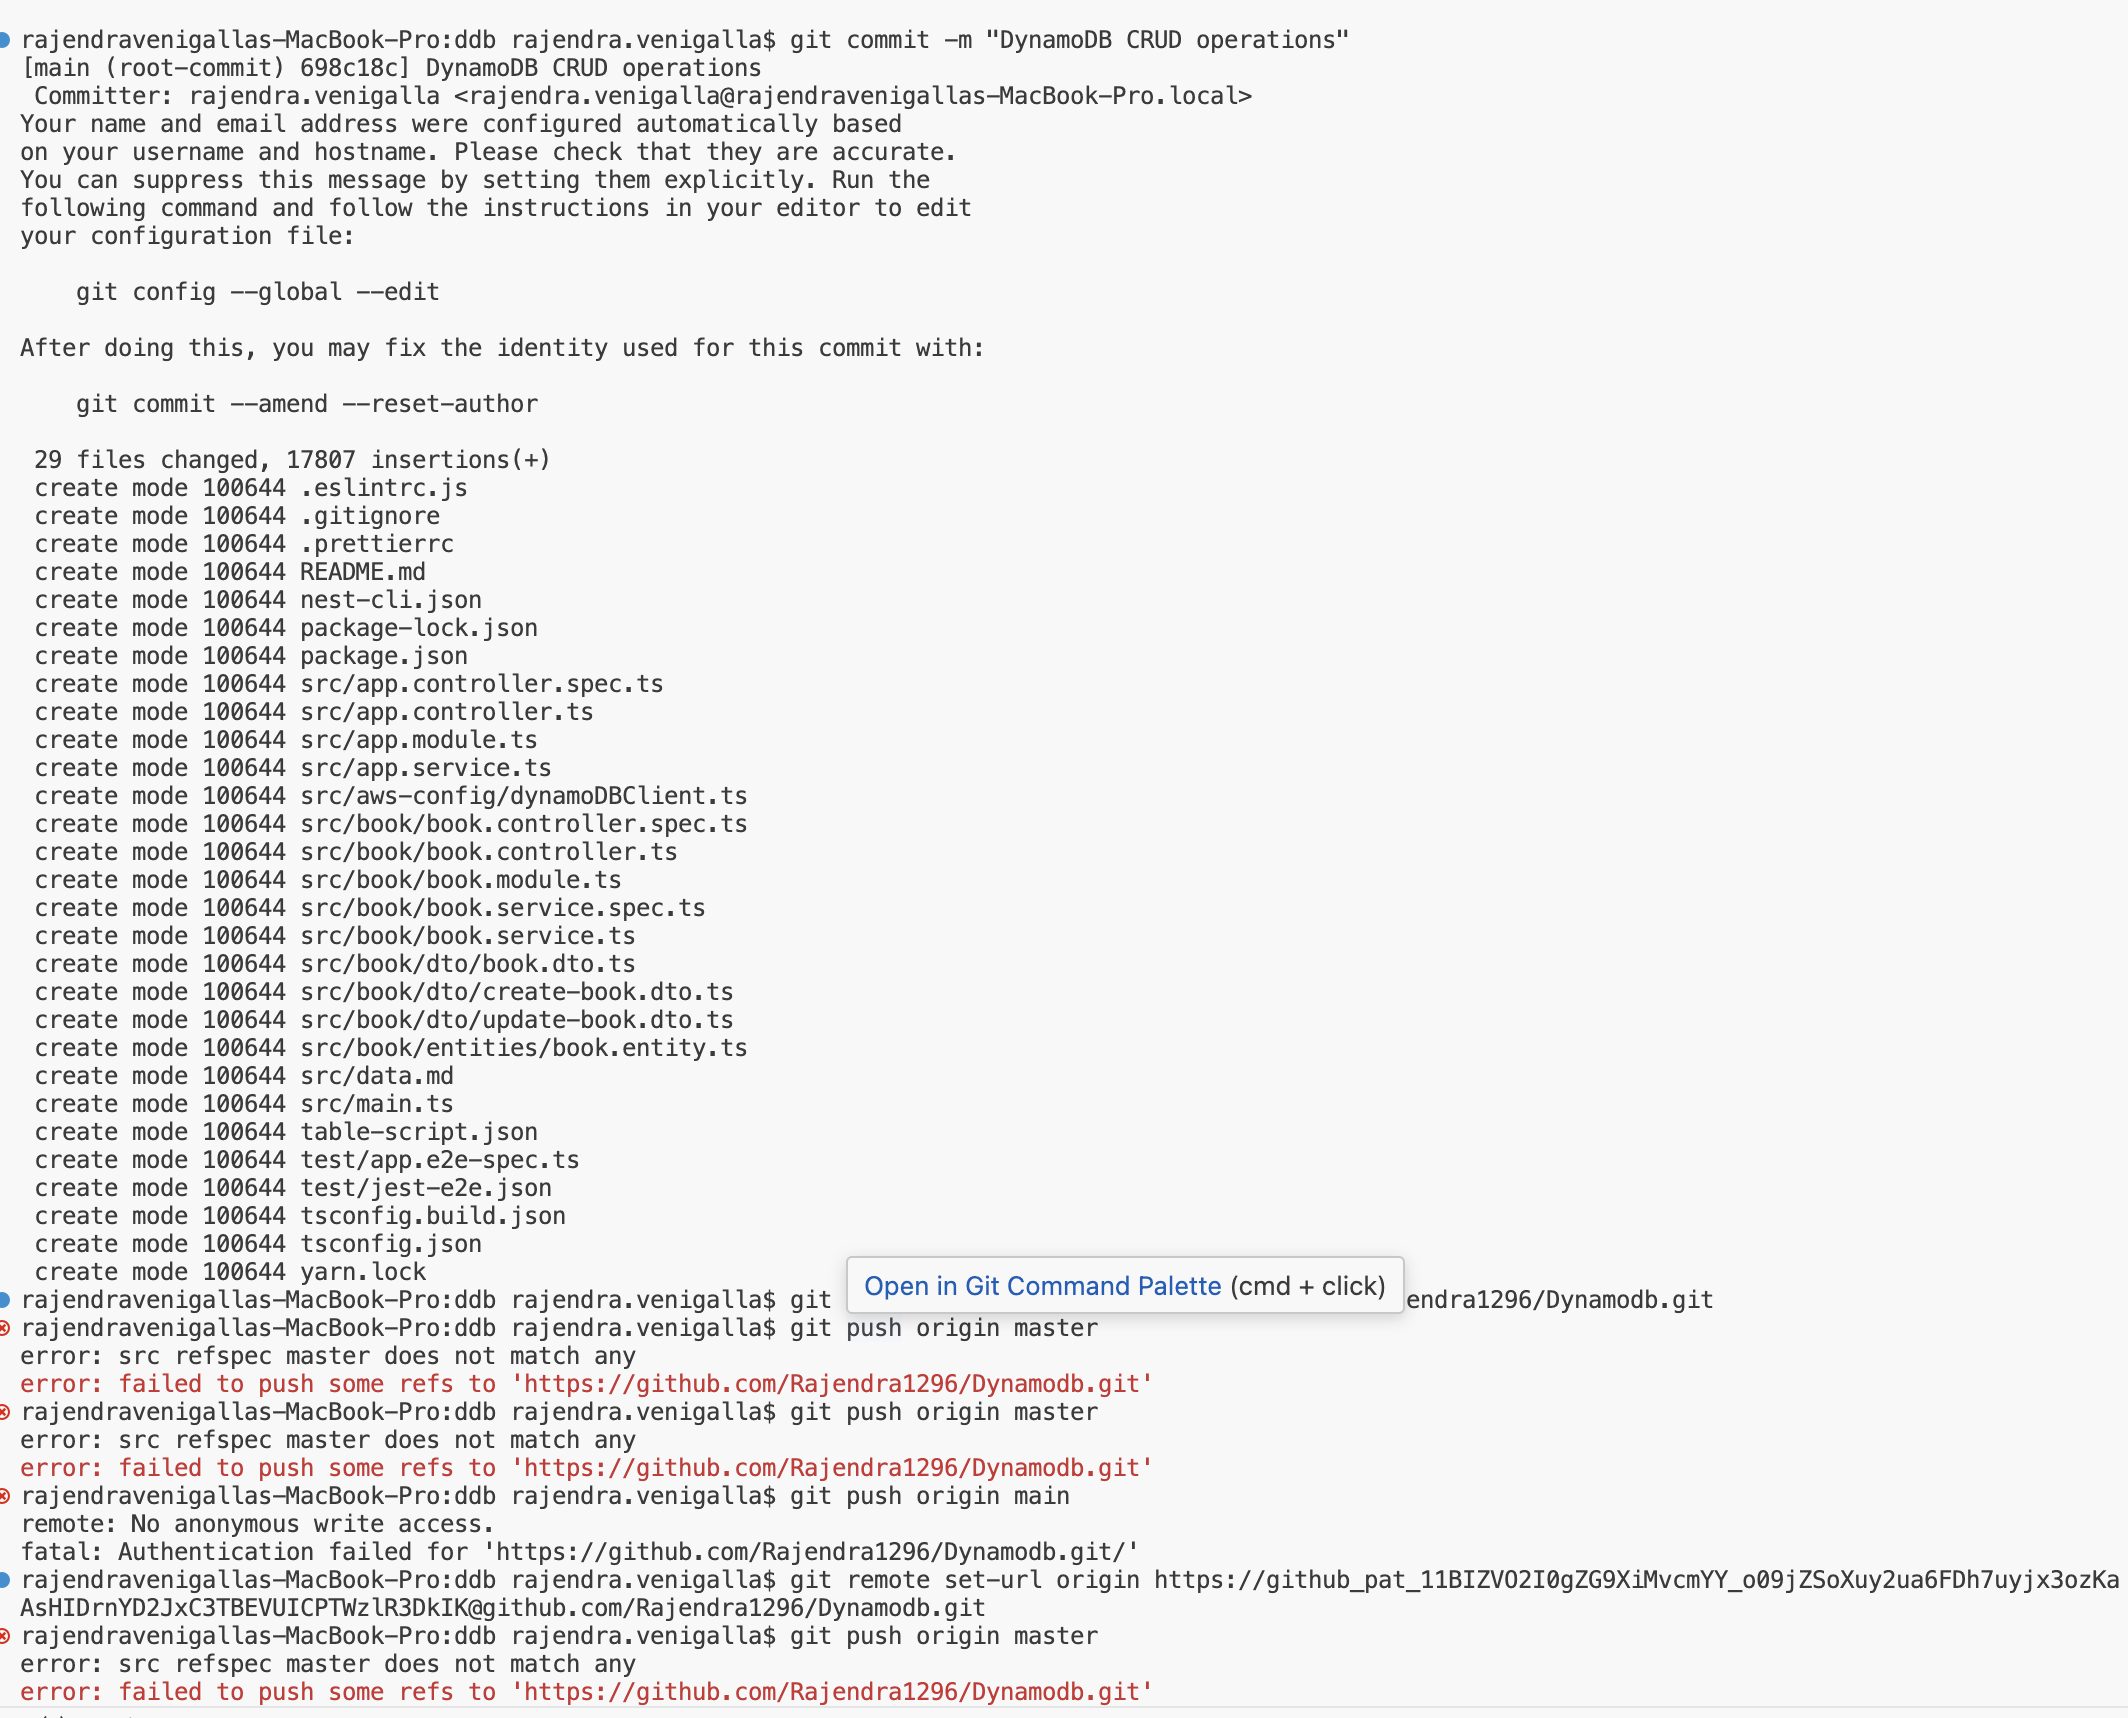 rajendravenigallas-MacBook-Pro:ddb rajendra.venigalla$ git commit -m "DynamoDB CRUD operations"
[main (root-commit) 698c18c] DynamoDB CRUD operations
 Committer: rajendra.venigalla <rajendra.venigalla@rajendravenigallas-MacBook-Pro.local>
Your name and email address were configured automatically based
on your username and hostname. Please check that they are accurate.
You can suppress this message by setting them explicitly. Run the
following command and follow the instructions in your editor to edit
your configuration file:

    git config --global --edit

After doing this, you may fix the identity used for this commit with:

    git commit --amend --reset-author

 29 files changed, 17807 insertions(+)
 create mode 100644 .eslintrc.js
 create mode 100644 .gitignore
 create mode 100644 .prettierrc
 create mode 100644 README.md
 create mode 100644 nest-cli.json
 create mode 100644 package-lock.json
 create mode 100644 package.json
 create mode 100644 src/app.controller.spec.ts
 create mode 100644 src/app.controller.ts
 create mode 100644 src/app.module.ts
 create mode 100644 src/app.service.ts
 create mode 100644 src/aws-config/dynamoDBClient.ts
 create mode 100644 src/book/book.controller.spec.ts
 create mode 100644 src/book/book.controller.ts
 create mode 100644 src/book/book.module.ts
 create mode 100644 src/book/book.service.spec.ts
 create mode 100644 src/book/book.service.ts
 create mode 100644 src/book/dto/book.dto.ts
 create mode 100644 src/book/dto/create-book.dto.ts
 create mode 100644 src/book/dto/update-book.dto.ts
 create mode 100644 src/book/entities/book.entity.ts
 create mode 100644 src/data.md
 create mode 100644 src/main.ts
 create mode 100644 table-script.json
 create mode 100644 test/app.e2e-spec.ts
 create mode 100644 test/jest-e2e.json
 create mode 100644 tsconfig.build.json
 create mode 100644 tsconfig.json
 create mode 100644 yarn.lock
Open in Git Command Palette (cmd + click)
rajendravenigallas-MacBook-Pro:ddb rajendra.venigalla$ git endra1296/Dynamodb.git
rajendravenigallas-MacBook-Pro:ddb rajendra.venigalla$ git push origin master
error: src refspec master does not match any
error: failed to push some refs to 'https://github.com/Rajendra1296/Dynamodb.git'
rajendravenigallas-MacBook-Pro:ddb rajendra.venigalla$ git push origin master
error: src refspec master does not match any
error: failed to push some refs to 'https://github.com/Rajendra1296/Dynamodb.git'
rajendravenigallas-MacBook-Pro:ddb rajendra.venigalla$ git push origin main
remote: No anonymous write access.
fatal: Authentication failed for 'https://github.com/Rajendra1296/Dynamodb.git/'
rajendravenigallas-MacBook-Pro:ddb rajendra.venigalla$ git remote set-url origin https://github_pat_11BIZVO2I0gZG9XiMvcmYY_o09jZSoXuy2ua6FDh7uyjx3ozKa
AsHIDrnYD2JxC3TBEVUICPTWzlR3DkIK@github.com/Rajendra1296/Dynamodb.git
rajendravenigallas-MacBook-Pro:ddb rajendra.venigalla$ git push origin master
error: src refspec master does not match any
error: failed to push some refs to 'https://github.com/Rajendra1296/Dynamodb.git'